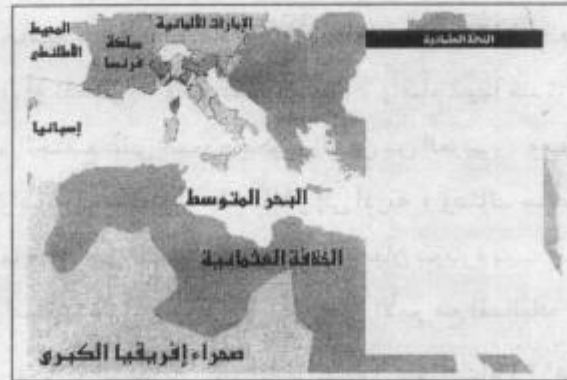 المحيط
الأطلنطي
الإمارات الألمانية
مملكة
فرنسا
إسبانيا
البحر المتوسط
الخلافة العثمانية
صحراء إفريقيا الكبرى